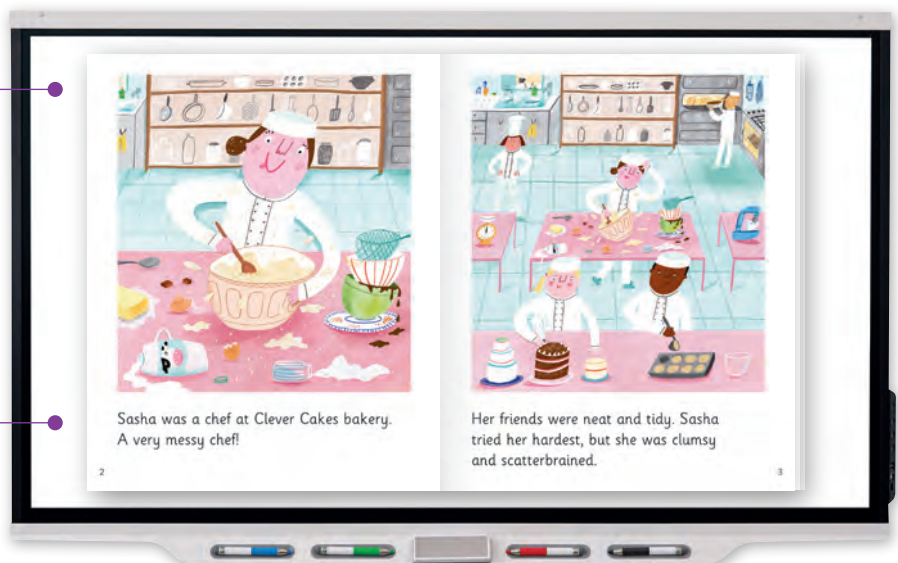 Sasha was a chef at Clever Cakes bakery.
A very messy chef!
2
Her friends were neat and tidy. Sasha
tried her hardest, but she was clumsy
and scatterbrained.
3